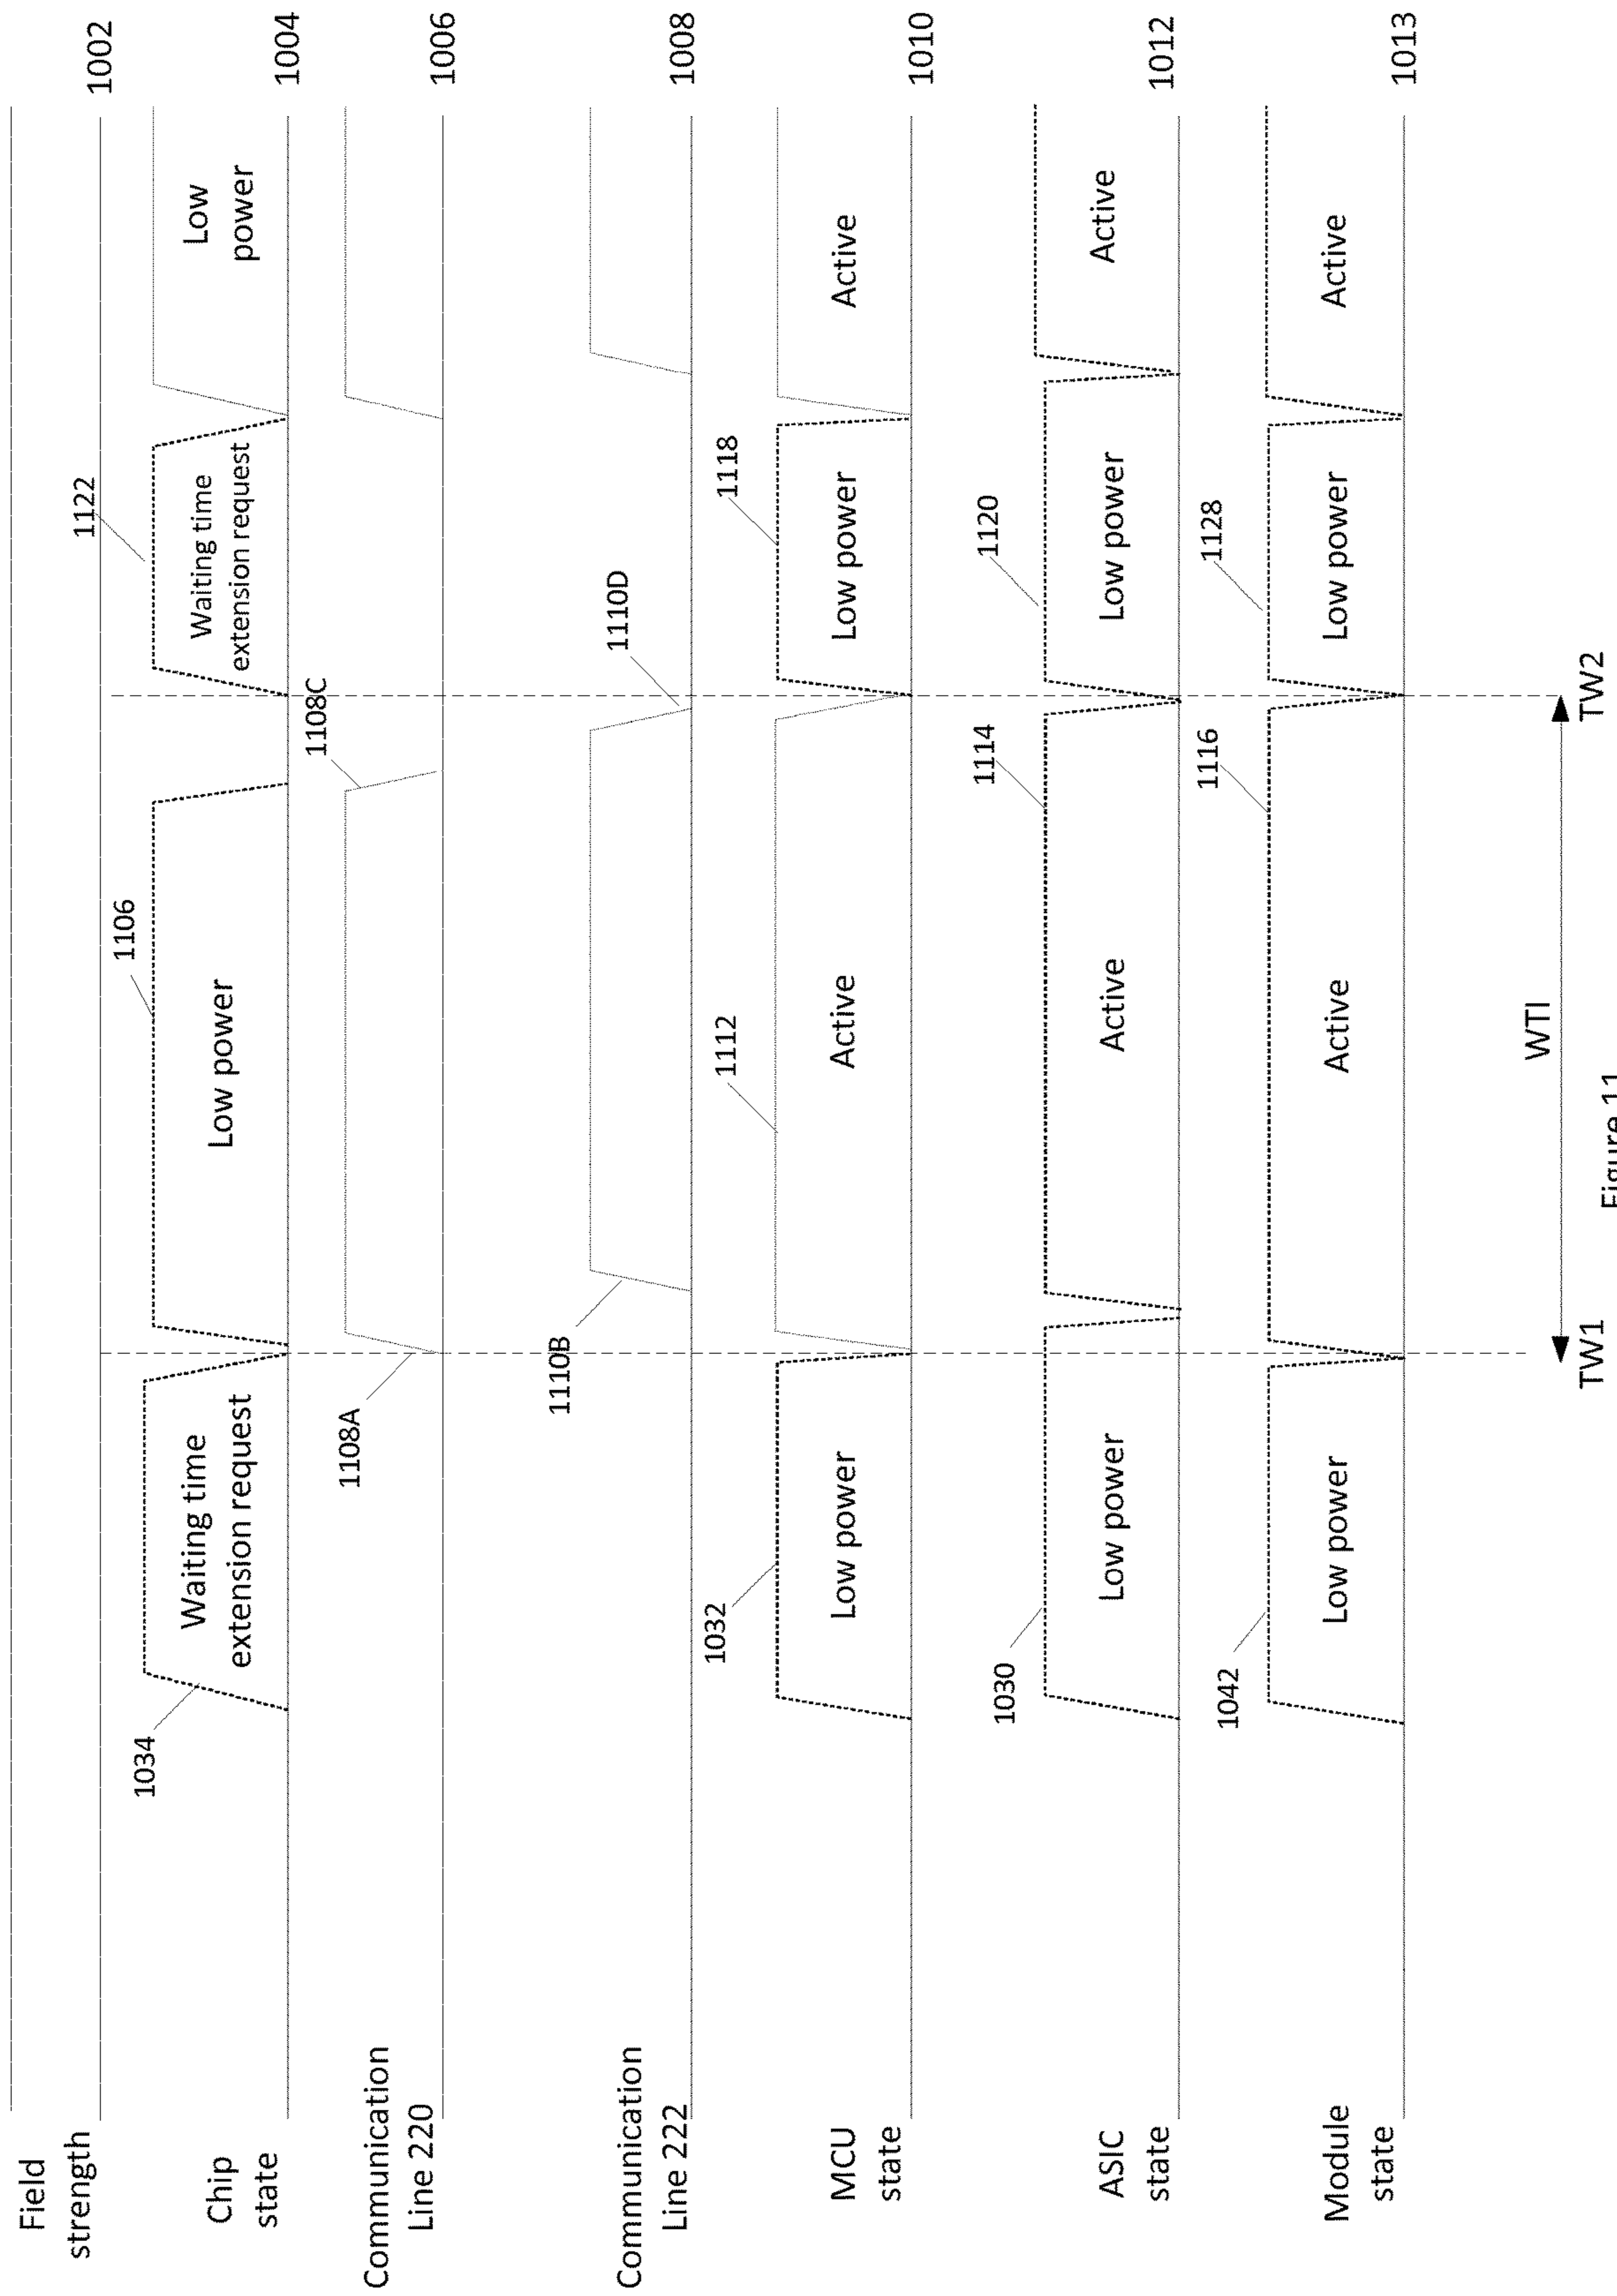 Field
strength
1002
1122
1106
1034
Chip
state
Waiting time
extension request
Low power
Waiting time
extension request
Low
power
1004
1108C
1108A
Communication
Line 220
1006
1110D
1110B
Communication
Line 222
1008
1032
1112
1118
MCU
state
Low power
Active
Low power
Active
1010
1030
1114
1120
ASIC
state
Low power
Active
Low power
Active
1012
1042
1116
1128
Module
state
Low power
Active
Low power
Active
1013
WTI
TW1
TW2
Figure 11